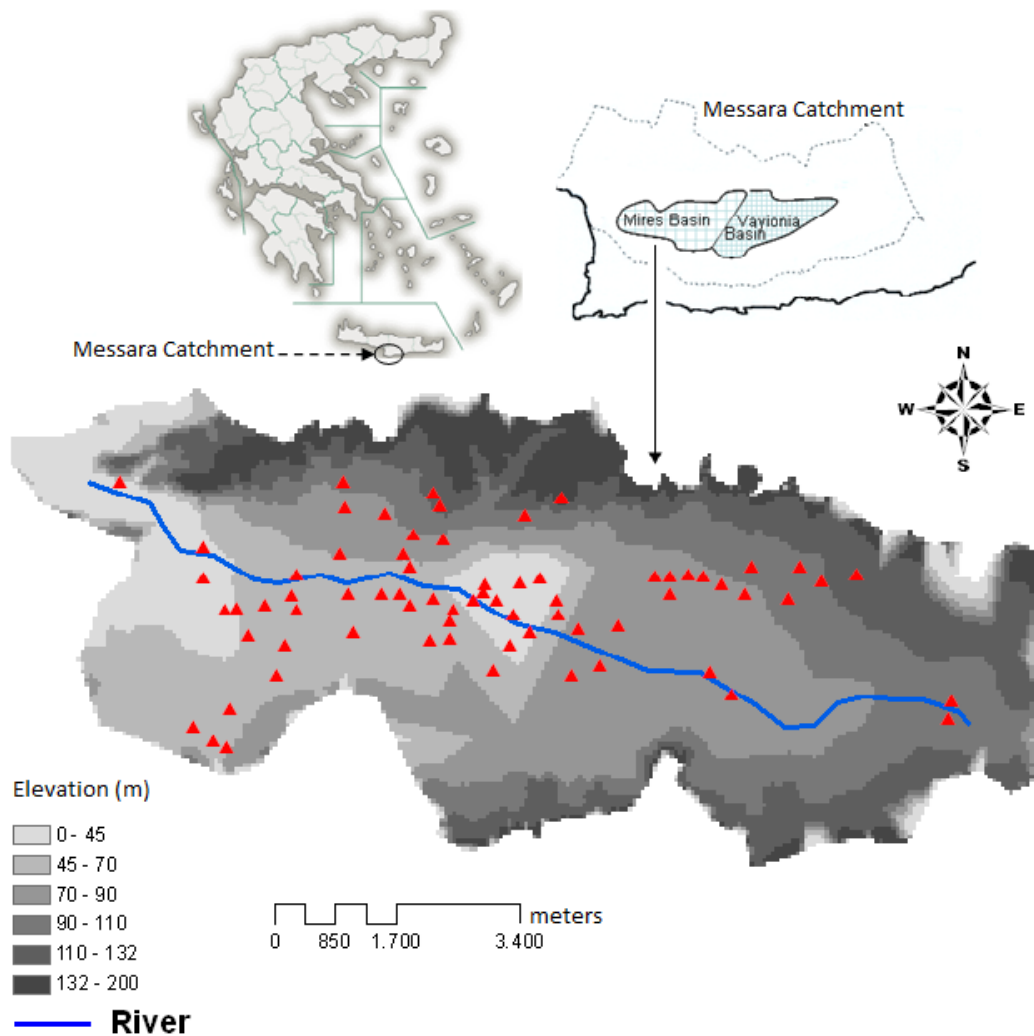 Messara Catchment
Mires Basin
Vayionia
Basin
Messara Catchment
N
W
E
S
Elevation (m)
0 - 45
45 - 70
70 - 90
90 - 110
110 - 132
132 - 200
River
meters
0
850
1.700
3.400